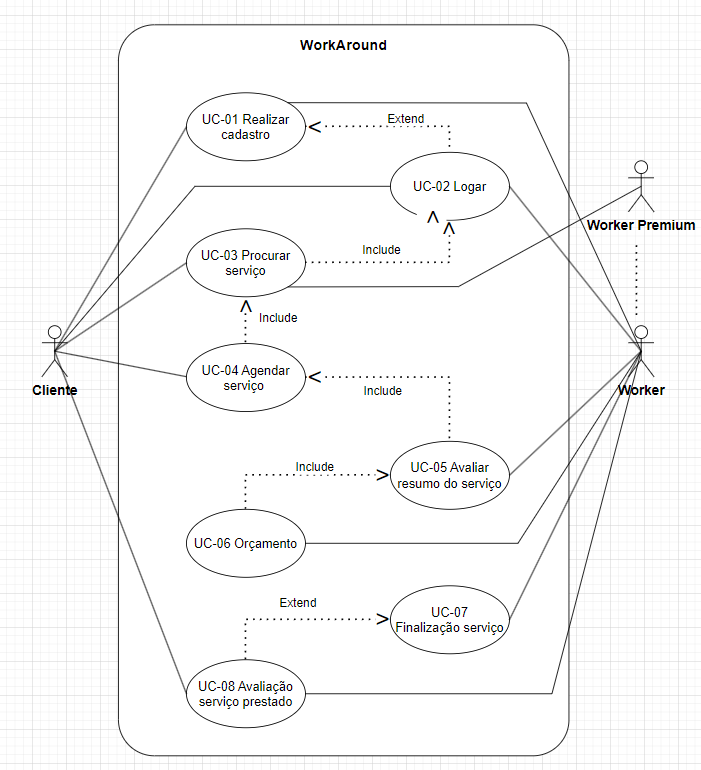 WorkAround
UC-01 Realizar
cadastro
Extend
UC-02 Logar
Worker Premium
UC-03 Procurar
serviço
Include
Include
Cliente
UC-04 Agendar
serviço
Include
Worker
UC-05 Avaliar
resumo do serviço
Include
UC-06 Orçamento
UC-07
Finalização serviço
Extend
UC-08 Avaliação
serviço prestado